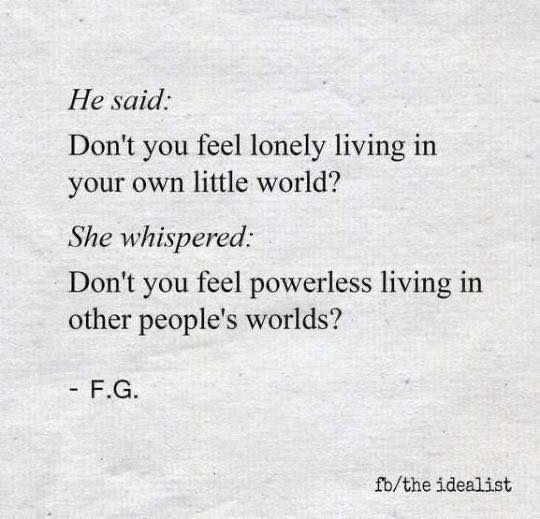 He said:
Don't you feel lonely living in
your own little world?
She whispered:
Don't you feel powerless living in
other people's worlds?
- F.G.
fb/the idealist